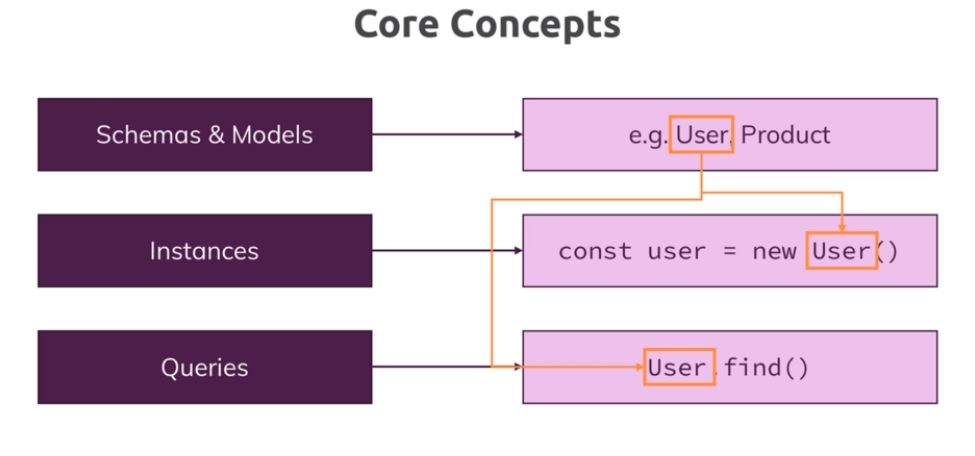 Core Concepts
Schemas & Models
e.g. User, Product
Instances
const user = new User()
Queries
User.find()